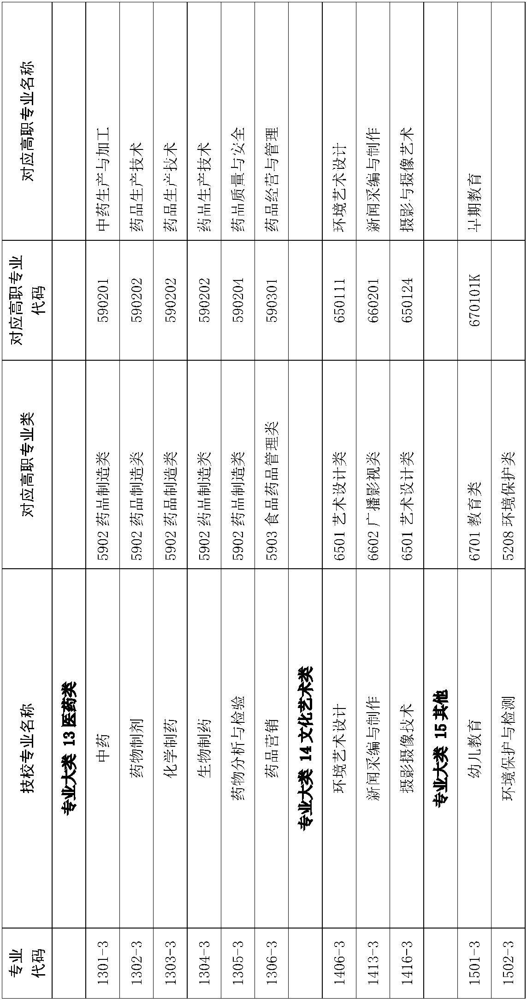 专业代码 技校专业名称 对应高职专业类 对应高职专业代码 对应高职专业名称
专业大类 13 医药类
1301-3 中药 5902 药品制造类 590201 中药生产与加工
1302-3 药物制剂 5902 药品制造类 590202 药品生产技术
1303-3 化学制药 5902 药品制造类 590202 药品生产技术
1304-3 生物制药 5902 药品制造类 590202 药品生产技术
1305-3 药物分析与检验 5902 药品制造类 590204 药品质量与安全
1306-3 药品营销 5903 食品药品管理类 590301 药品经营与管理
专业大类 14 文化艺术类
1406-3 环境艺术设计 6501 艺术设计类 650111 环境艺术设计
1413-3 新闻采编与制作 6602 广播影视类 660201 新闻采编与制作
1416-3 摄影摄像技术 6501 艺术设计类 650124 摄影与摄像艺术
专业大类 15 其他
1501-3 幼儿教育 6701 教育类 670101K 早期教育
1502-3 环境保护与检测 5208 环境保护类